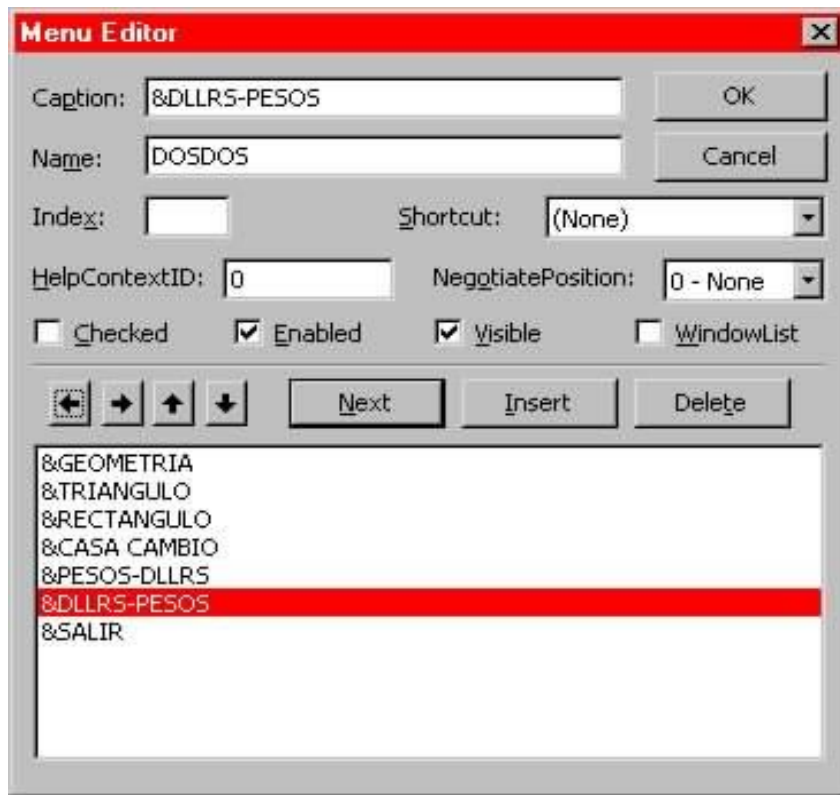 Menu Editor
Caption: &DLLRS-PESOS OK
Name: DOSDOS Cancel
Index: Shortcut: (None)
HelpContextID: 0 NegotiatePosition: 0 - None
Checked Enabled Visible WindowList
Next Insert Delete
&GEOMETRIA
&TRIANGULO
&RECTANGULO
&CASA CAMBIO
&PESOS-DLLRS
&DLLRS-PESOS
&SALIR